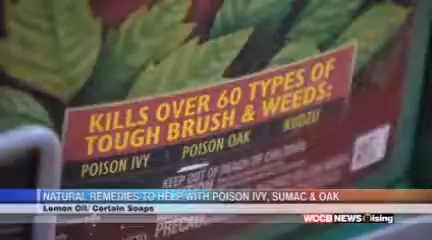 KILLS OVER 60 TYPES OF
TOUGH BRUSH & WEEDS:
POISON IVY POISON OAK KUDZU
KEEP OUT OF REACH OF CHILDREN
NATURAL REMEDIES TO HELP WITH POISON IVY, SUMAC & OAK
Lemon Oil/ Certain Soaps
WCCB NEWS Rising